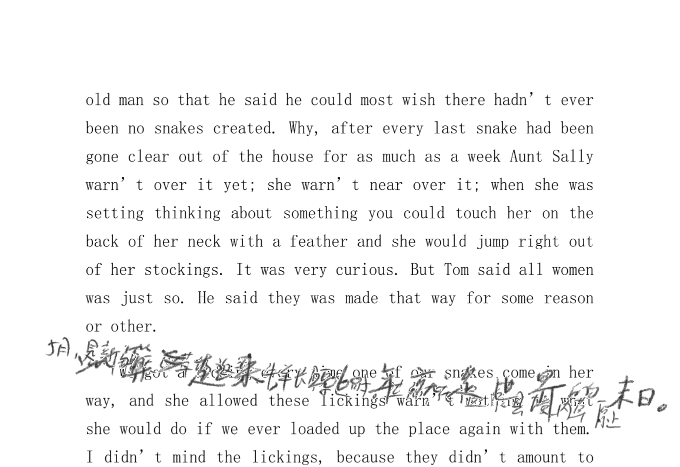 old man so that he said he could most wish there hadn’t ever
been no snakes created. Why, after every last snake had been
gone clear out of the house for as much as a week Aunt Sally
warn’t over it yet; she warn’t near over it; when she was
setting thinking about something you could touch her on the
back of her neck with a feather and she would jump right out
of her stockings. It was very curious. But Tom said all women
was just so. He said they was made that way for some reason
or other.
5月, 末日。
got a one of our snakes come in her
way, and she allowed these lickings warn’t
she would do if we ever loaded up the place again with them.
I didn’t mind the lickings, because they didn’t amount to